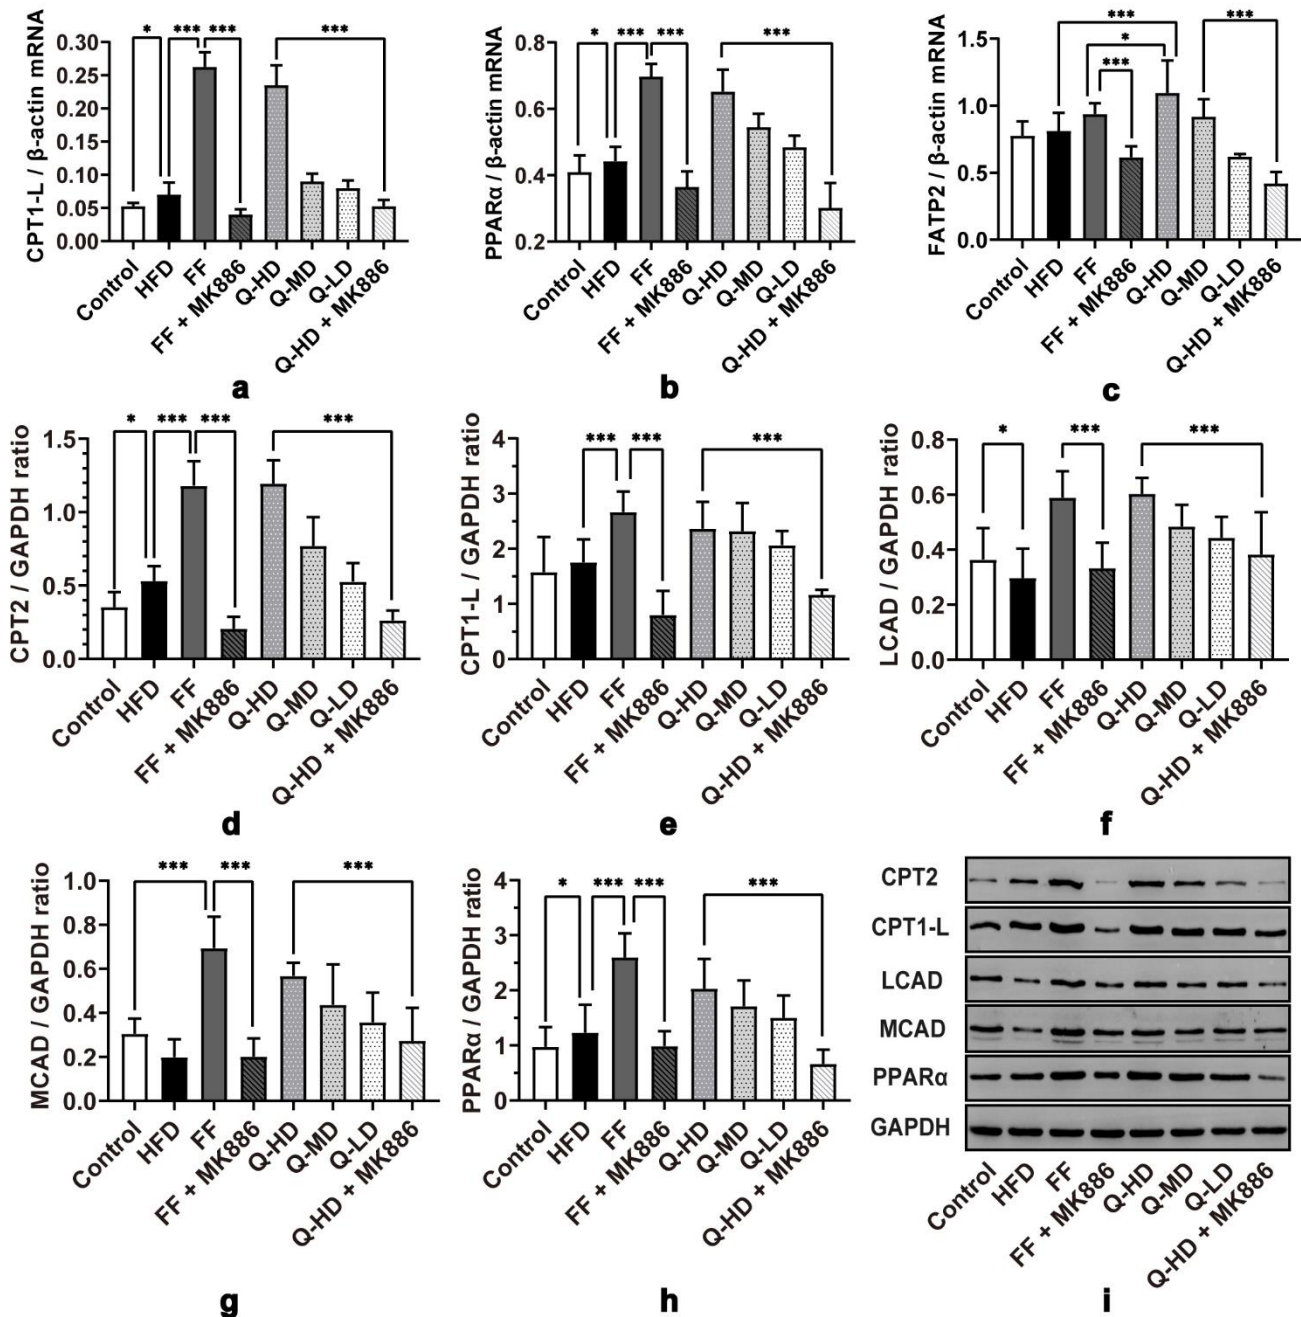 * *** *** ***
CPT1-L / β-actin mRNA
0.30
0.25
0.20
0.15
0.10
0.05
0.00
Control HFD FF FF + MK886 Q-HD Q-MD Q-LD Q-HD + MK886
a
* *** *** ***
PPARα / β-actin mRNA
0.8
0.6
0.4
0.2
Control HFD FF FF + MK886 Q-HD Q-MD Q-LD Q-HD + MK886
b
*** ***
*
***
FATP2 / β-actin mRNA
1.5
1.0
0.5
0.0
Control HFD FF FF + MK886 Q-HD Q-MD Q-LD Q-HD + MK886
c
* *** *** ***
CPT2 / GAPDH ratio
1.5
1.0
0.5
0.0
Control HFD FF FF + MK886 Q-HD Q-MD Q-LD Q-HD + MK886
d
*** *** ***
CPT1-L / GAPDH ratio
4
3
2
1
0
Control HFD FF FF + MK886 Q-HD Q-MD Q-LD Q-HD + MK886
e
* *** ***
LCAD / GAPDH ratio
0.8
0.6
0.4
0.2
0.0
Control HFD FF FF + MK886 Q-HD Q-MD Q-LD Q-HD + MK886
f
*** *** ***
MCAD / GAPDH ratio
1.0
0.8
0.6
0.4
0.2
0.0
Control HFD FF FF + MK886 Q-HD Q-MD Q-LD Q-HD + MK886
g
* *** *** ***
PPARα / GAPDH ratio
4
3
2
1
0
Control HFD FF FF + MK886 Q-HD Q-MD Q-LD Q-HD + MK886
h
CPT2
CPT1-L
LCAD
MCAD
PPARα
GAPDH
Control HFD FF FF + MK886 Q-HD Q-MD Q-LD Q-HD + MK886
i